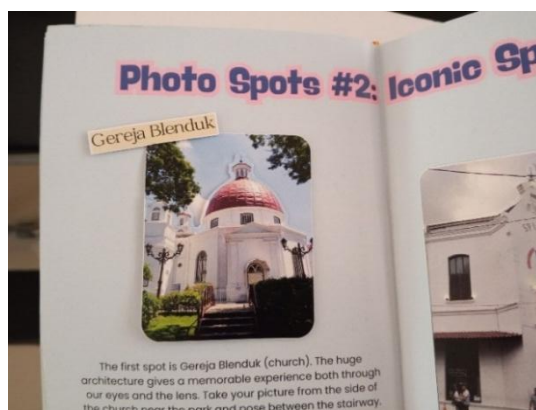 Photo Spots #2: Iconic Sp
Gereja Blenduk
The first spot is Gereja Blenduk (church). The huge
architecture gives a memorable experience both through
our eyes and the lens. Take your picture from the side of
the church near the park and pose between the stairway.